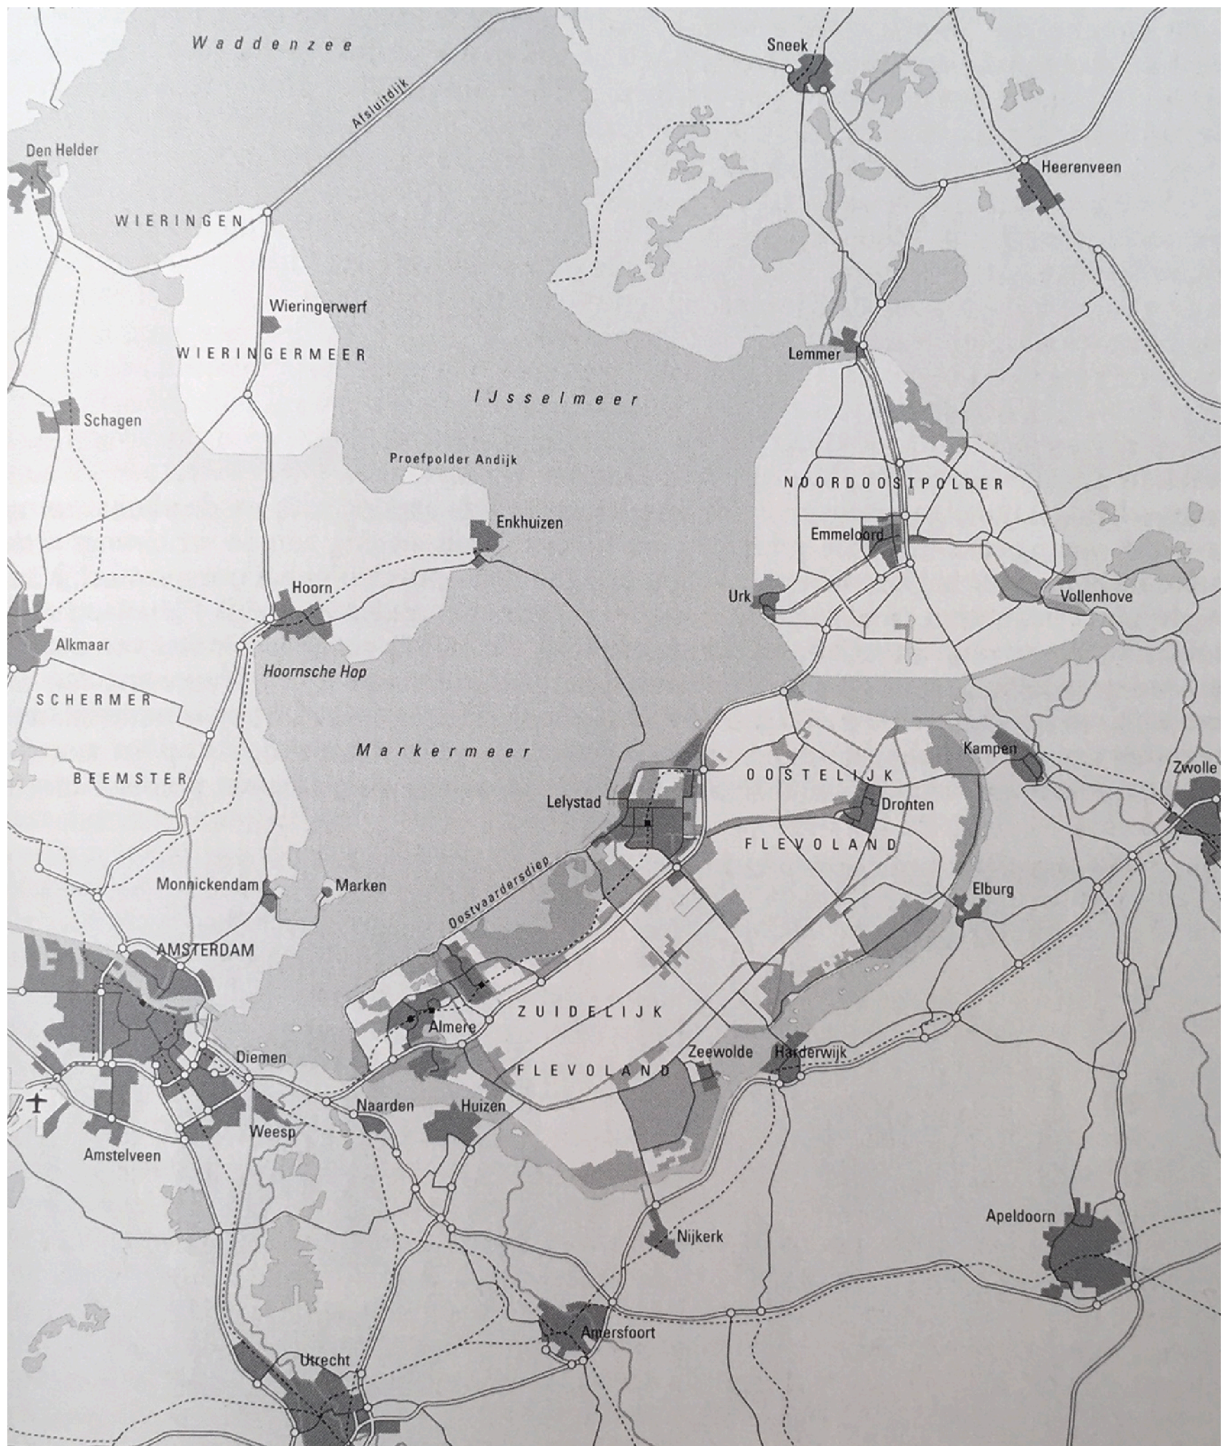 Waddenzee
Sneek
Afsluitdijk
Den Helder
Heerenveen
WIERINGEN
Wieringerwerf
WIERINGERMEER
Lemmer
IJsselmeer
Schagen
Proefpolder Andijk
NOORDOOSTPOLDER
Enkhuizen
Emmeloord
Hoorn
Urk
Vollenhove
Alkmaar
Hoornsche Hop
SCHERMER
Markermeer
Kampen
BEEMSTER
OOSTELIJK
Zwolle
Lelystad
Dronten
FLEVOLAND
Monnickendam
Marken
Oostvaardersdiep
Elburg
AMSTERDAM
ZUIDELIJK
Almere
Diemen
Zeewolde
Harderwijk
FLEVOLAND
Naarden
Huizen
Weesp
Amstelveen
Apeldoorn
Nijkerk
Amersfoort
Utrecht